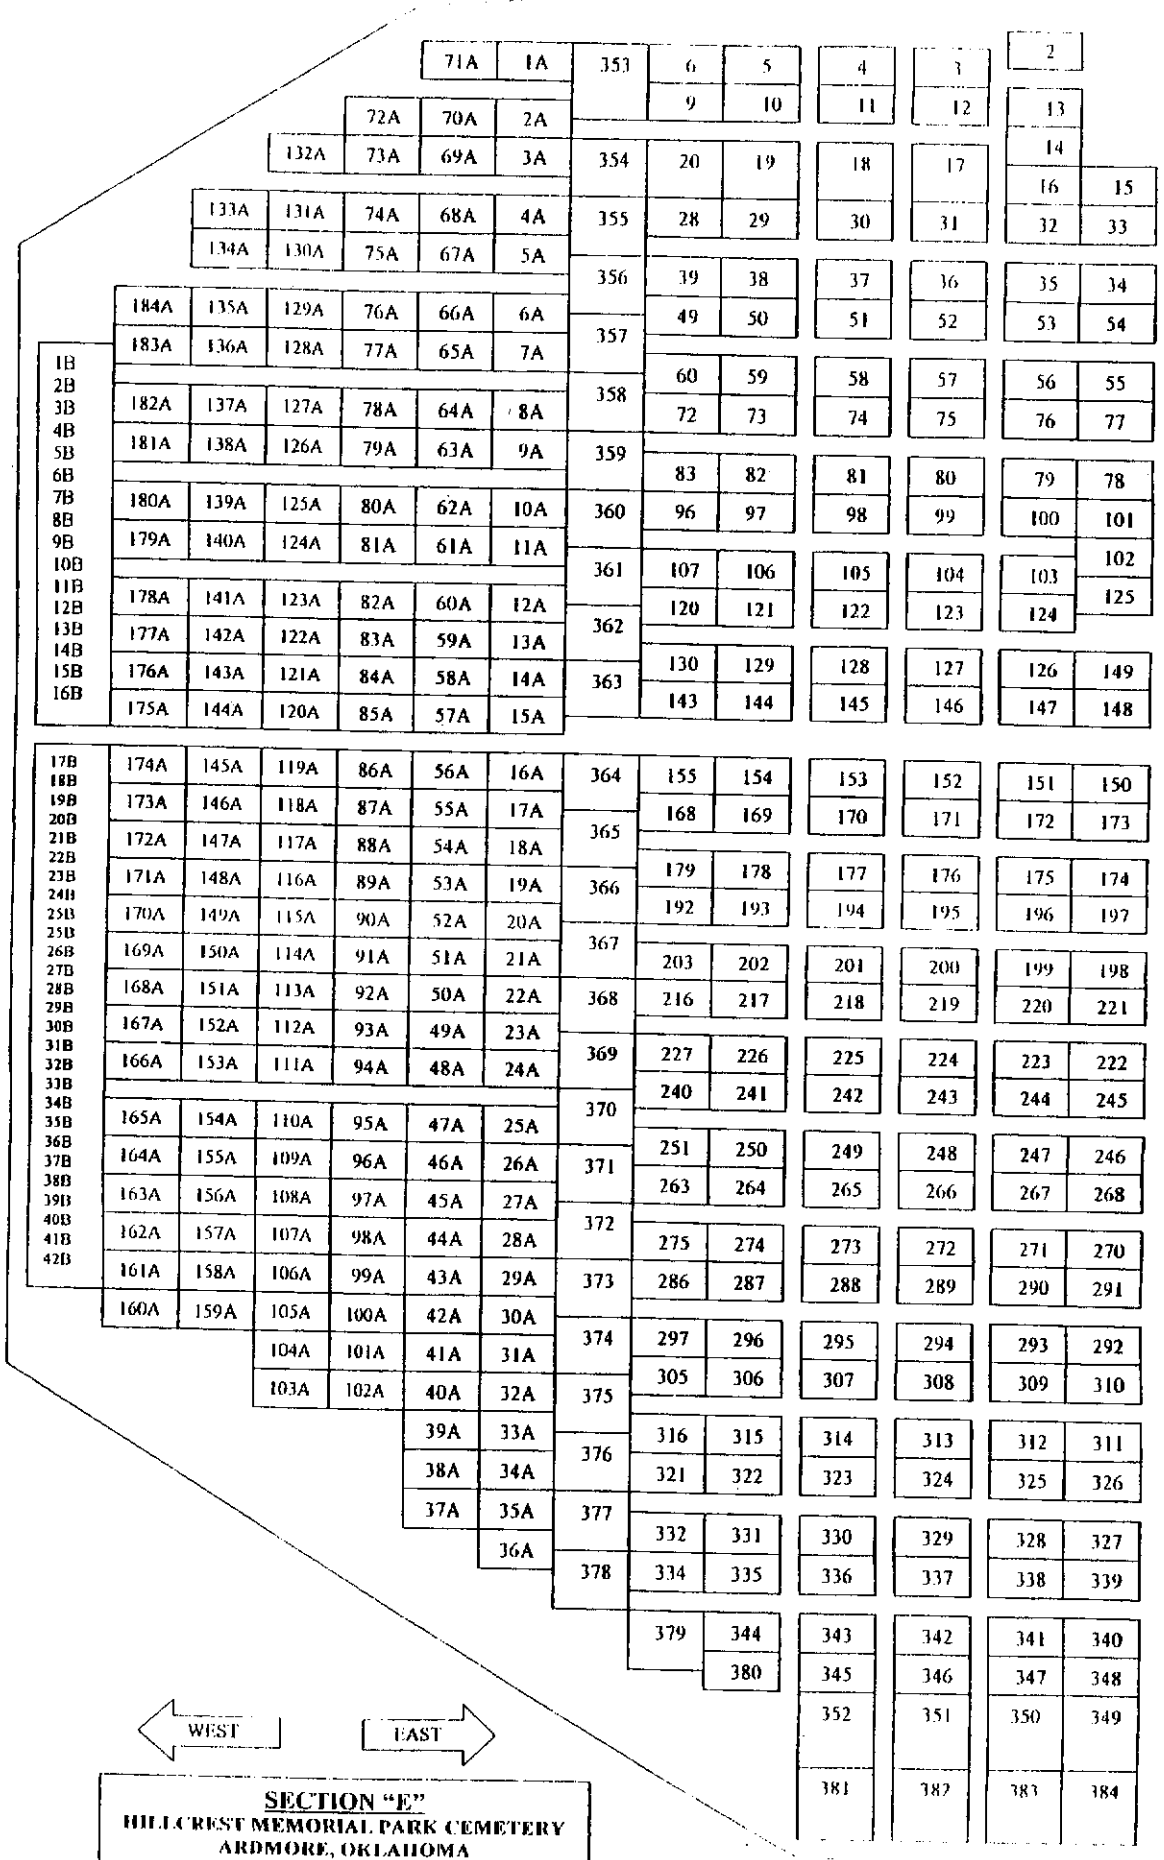 2
71A 1A 353 6 5 4 3
9 10 11 12 13
72A 70A 2A
14
132A 73A 69A 3A 354 20 19 18 17
16 15
133A 131A 74A 68A 4A 355 28 29 30 31 32 33
134A 130A 75A 67A 5A
356 39 38 37 36 35 34
184A 135A 129A 76A 66A 6A
49 50 51 52 53 54
183A 136A 128A 77A 65A 7A 357
1B
60 59 58 57 56 55
2B
358
3B 182A 137A 127A 78A 64A 8A 72 73 74 75 76 77
4B
5B 181A 138A 126A 79A 63A 9A 359
6B
83 82 81 80 79 78
7B 180A 139A 125A 80A 62A 10A 360 96 97 98 99 100 101
8B
9B 179A 140A 124A 81A 61A 11A
102
10B
361 107 106 105 104 103
11B
125
12B 178A 141A 123A 82A 60A 12A 120 121 122 123 124
13B 177A 142A 122A 83A 59A 13A 362
14B
15B 176A 143A 121A 84A 58A 14A 363 130 129 128 127 126 149
16B
175A 144A 120A 85A 57A 15A 143 144 145 146 147 148
17B 174A 145A 119A 86A 56A 16A 364 155 154 153 152 151 150
18B
19B 173A 146A 118A 87A 55A 17A 168 169 170 171 172 173
20B
365
21B 172A 147A 117A 88A 54A 18A
22B
23B 171A 148A 116A 89A 53A 19A 366 179 178 177 176 175 174
24B
25B 170A 149A 115A 90A 52A 20A 192 193 194 195 196 197
25B
367
26B 169A 150A 114A 91A 51A 21A 203 202 201 200 199 198
27B
28B 168A 151A 113A 92A 50A 22A 368 216 217 218 219 220 221
29B
30B 167A 152A 112A 93A 49A 23A
31B
32B 166A 153A 111A 94A 48A 24A 369 227 226 225 224 223 222
33B
240 241 242 243 244 245
34B
370
35B 165A 154A 110A 95A 47A 25A
36B
37B 164A 155A 109A 96A 46A 26A 371 251 250 249 248 247 246
38B
39B 163A 156A 108A 97A 45A 27A 263 264 265 266 267 268
40B
372
41B 162A 157A 107A 98A 44A 28A 275 274 273 272 271 270
42B
161A 158A 106A 99A 43A 29A 373 286 287 288 289 290 291
160A 159A 105A 100A 42A 30A
374 297 296 295 294 293 292
104A 101A 41A 31A
305 306 307 308 309 310
103A 102A 40A 32A 375
39A 33A 316 315 314 313 312 311
376
38A 34A 321 322 323 324 325 326
37A 35A 377
332 331 330 329 328 327
36A
378 334 335 336 337 338 339
379 344 343 342 341 340
380 345 346 347 348
352 351 350 349
WEST EAST
381 382 383 384
SECTION “E”
HILLCREST MEMORIAL PARK CEMETERY
ARDMORE, OKLAHOMA